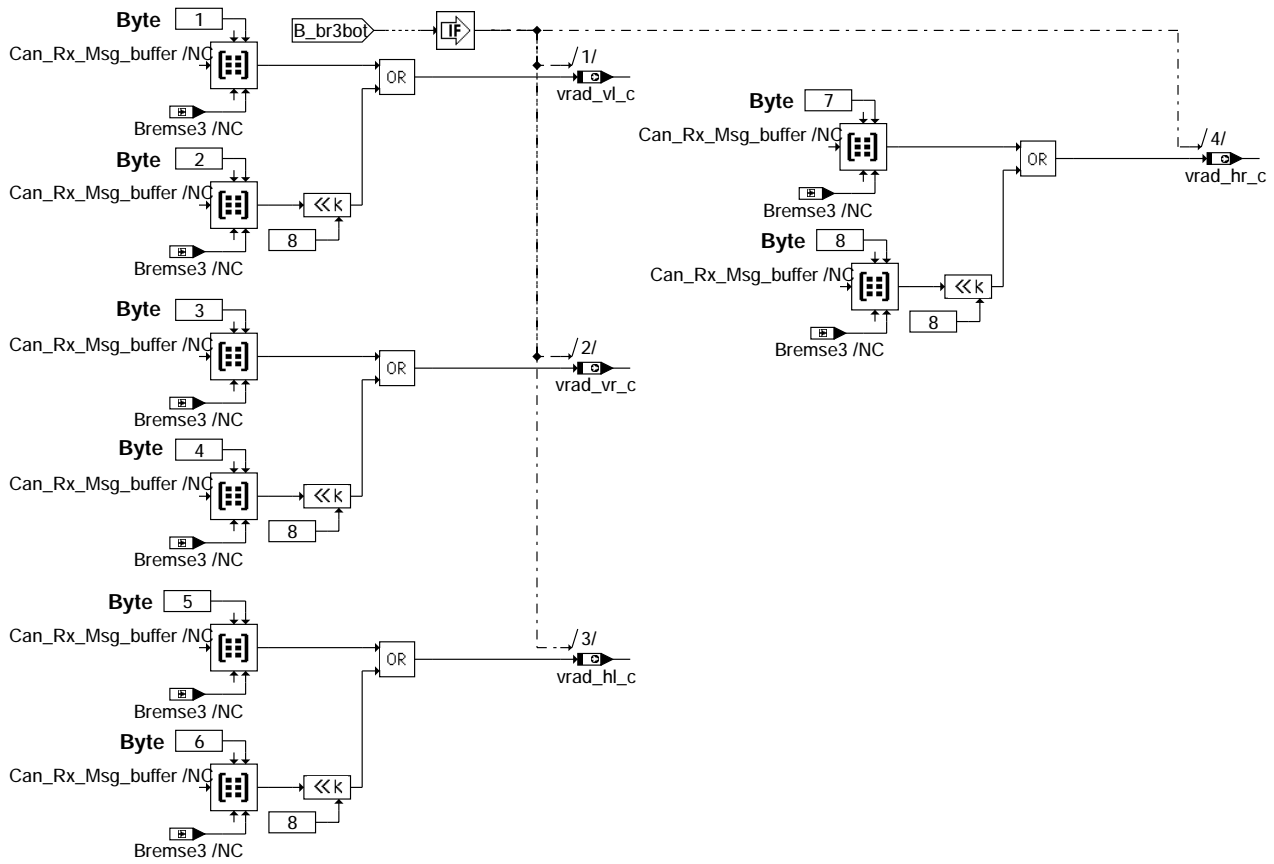 Byte 1
B_br3bot
IF
Can_Rx_Msg_buffer /NC
OR
/1/
vrad_vl_c
Bremse3 /NC
Byte 2
Can_Rx_Msg_buffer /NC
<<k
8
Bremse3 /NC
Byte 3
Can_Rx_Msg_buffer /NC
OR
/2/
vrad_vr_c
Bremse3 /NC
Byte 4
Can_Rx_Msg_buffer /NC
<<k
8
Bremse3 /NC
Byte 5
Can_Rx_Msg_buffer /NC
OR
/3/
vrad_hl_c
Bremse3 /NC
Byte 6
Can_Rx_Msg_buffer /NC
<<k
8
Bremse3 /NC
Byte 7
Can_Rx_Msg_buffer /NC
OR
/4/
vrad_hr_c
Bremse3 /NC
Byte 8
Can_Rx_Msg_buffer /NC
<<k
8
Bremse3 /NC